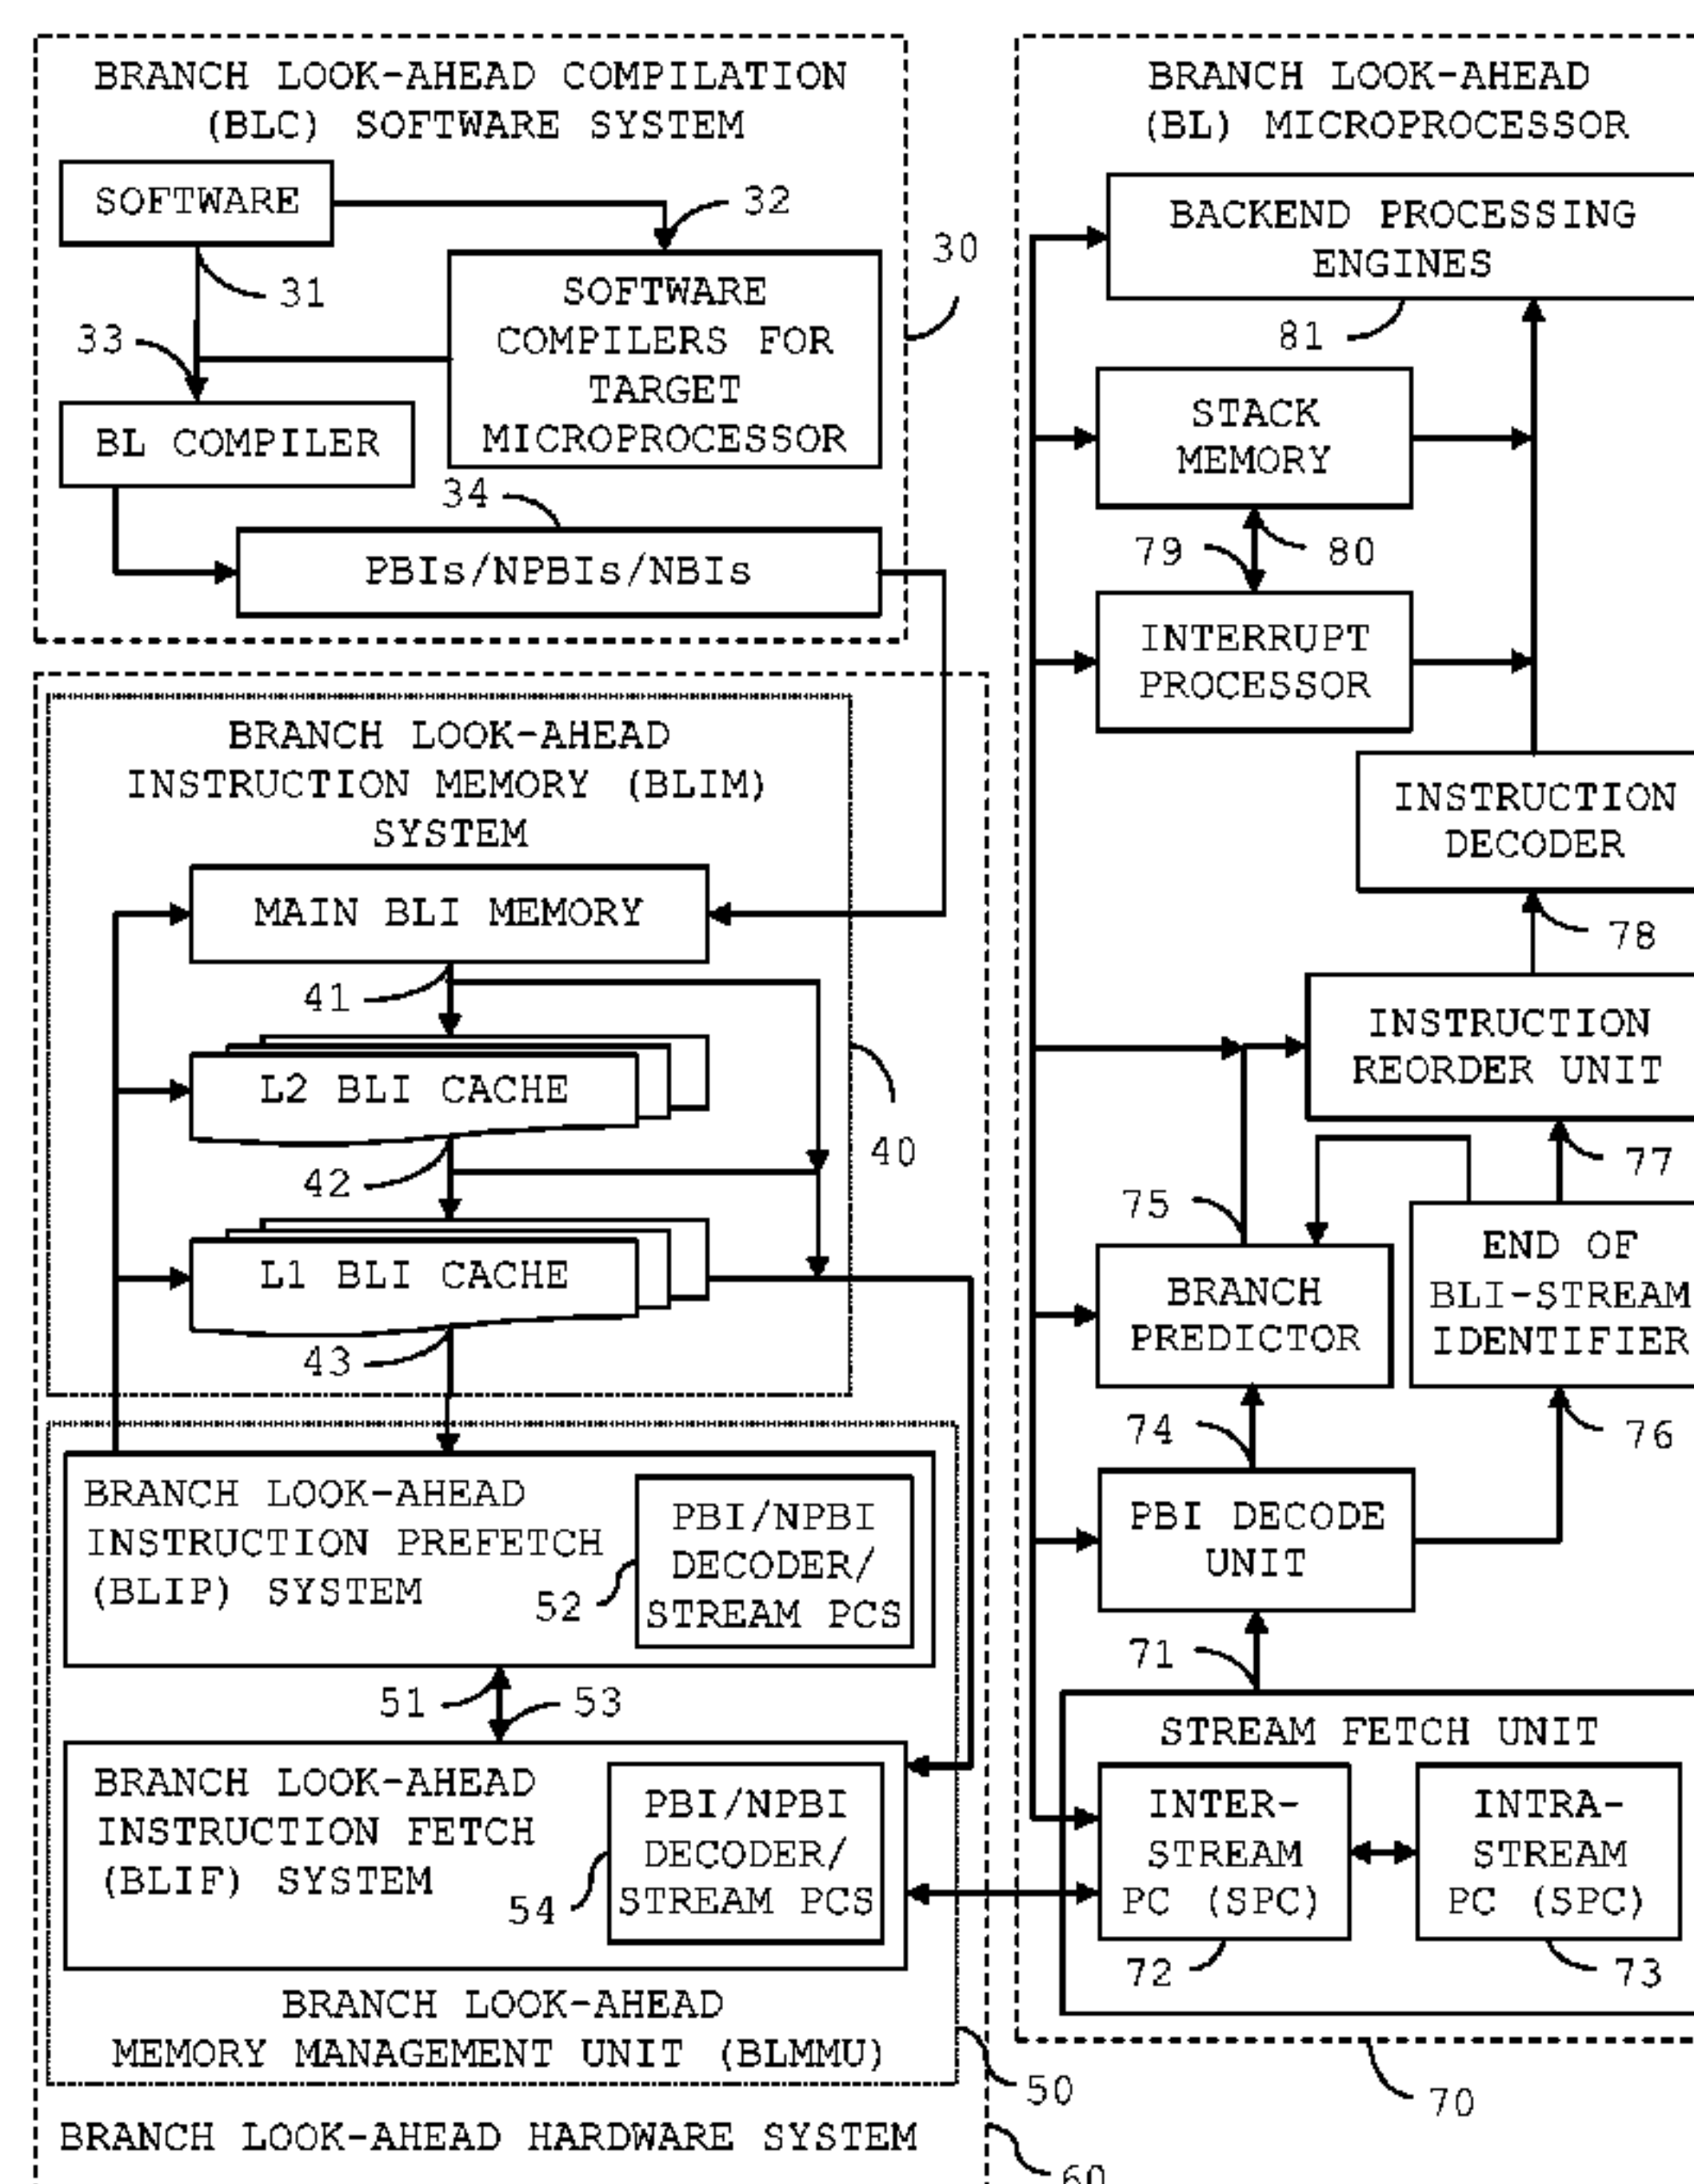 BRANCH LOOK-AHEAD COMPILATION
(BLC) SOFTWARE SYSTEM
SOFTWARE
32
31
30
SOFTWARE
COMPILERS FOR
TARGET
MICROPROCESSOR
33
BL COMPILER
34
PBIs/NPBIs/NBIs
BRANCH LOOK-AHEAD
INSTRUCTION MEMORY (BLIM)
SYSTEM
MAIN BLI MEMORY
41
L2 BLI CACHE
40
42
L1 BLI CACHE
43
BRANCH LOOK-AHEAD
INSTRUCTION PREFETCH
(BLIP) SYSTEM
52
PBI/NPBI
DECODER/
STREAM PCS
51
53
BRANCH LOOK-AHEAD
INSTRUCTION FETCH
(BLIF) SYSTEM
54
PBI/NPBI
DECODER/
STREAM PCS
BRANCH LOOK-AHEAD
MEMORY MANAGEMENT UNIT (BLMMU)
50
BRANCH LOOK-AHEAD HARDWARE SYSTEM
60
BRANCH LOOK-AHEAD
(BL) MICROPROCESSOR
BACKEND PROCESSING
ENGINES
81
STACK
MEMORY
79
80
INTERRUPT
PROCESSOR
INSTRUCTION
DECODER
78
INSTRUCTION
REORDER UNIT
77
75
BRANCH
PREDICTOR
END OF
BLI-STREAM
IDENTIFIER
74
76
PBI DECODE
UNIT
71
STREAM FETCH UNIT
INTER-
STREAM
PC (SPC)
INTRA-
STREAM
PC (SPC)
72
73
70